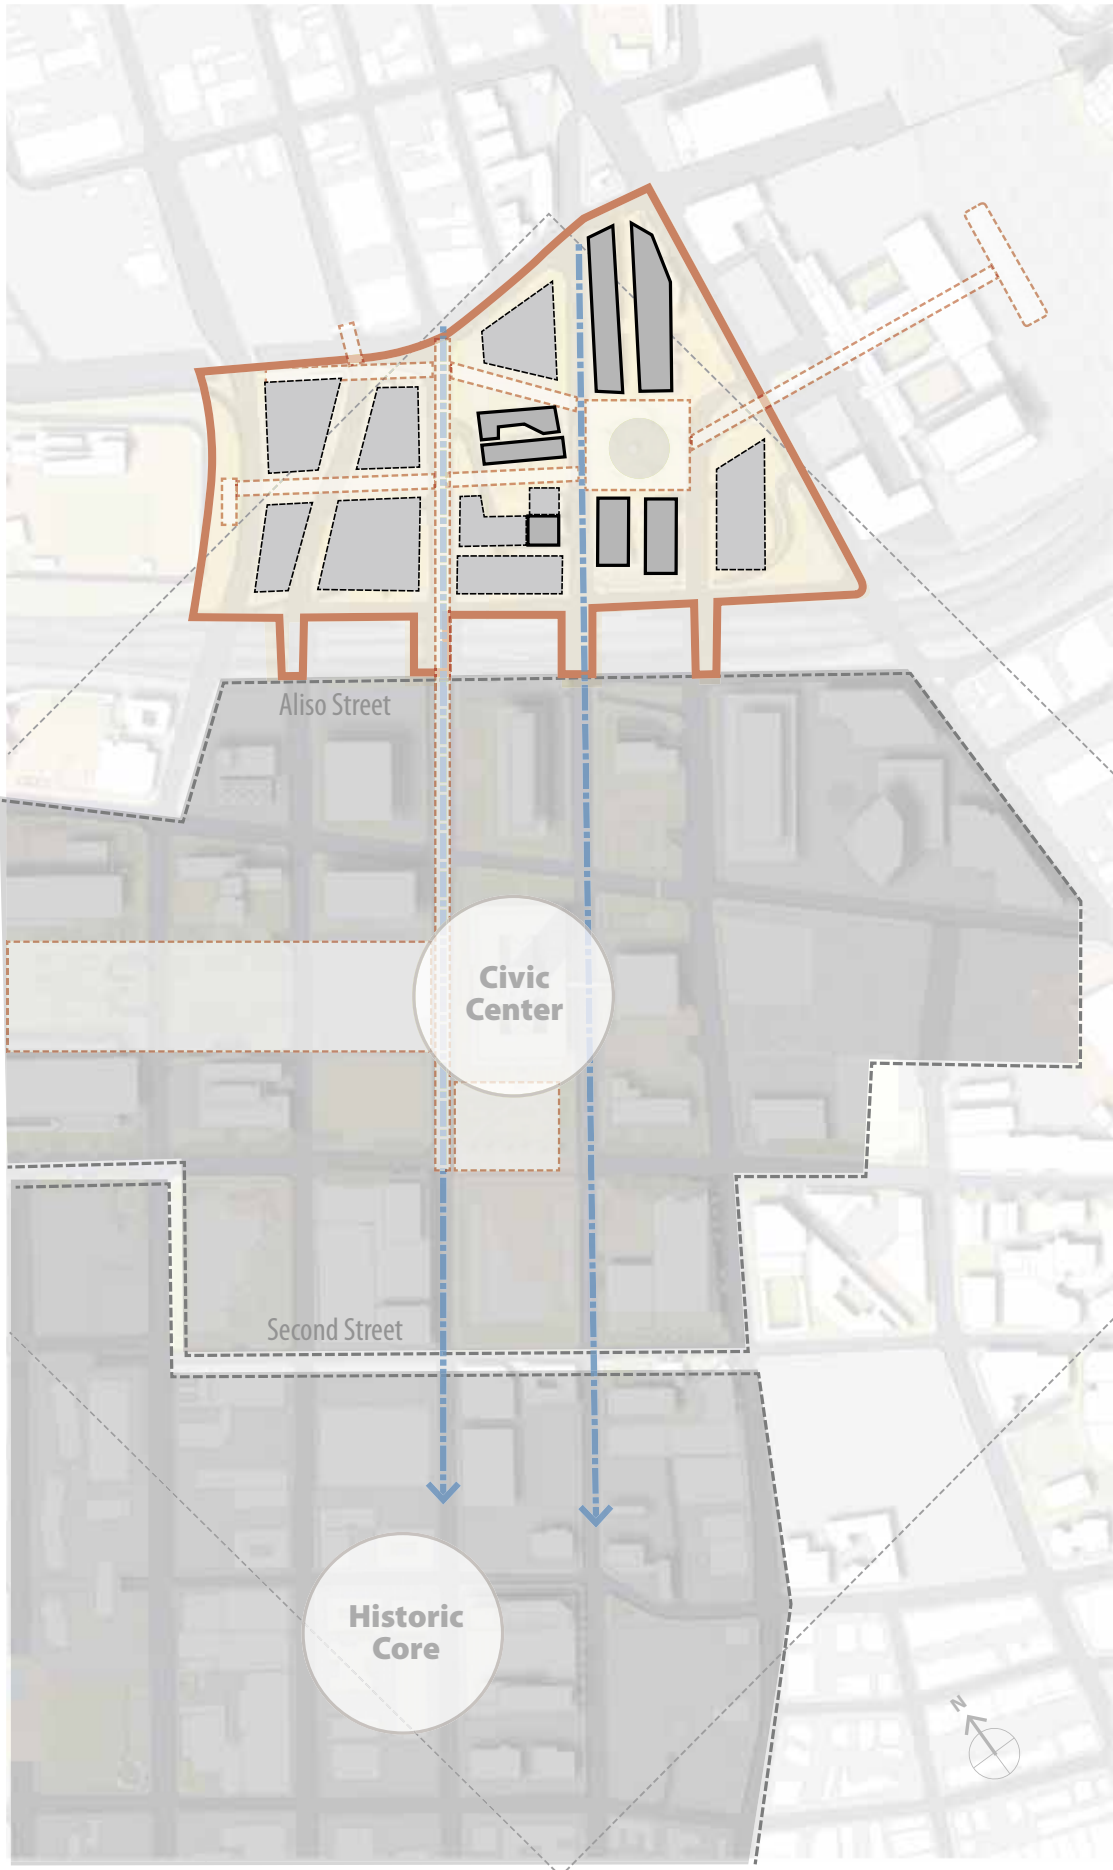 Aliso Street
Civic
Center
Second Street
Historic
Core
N